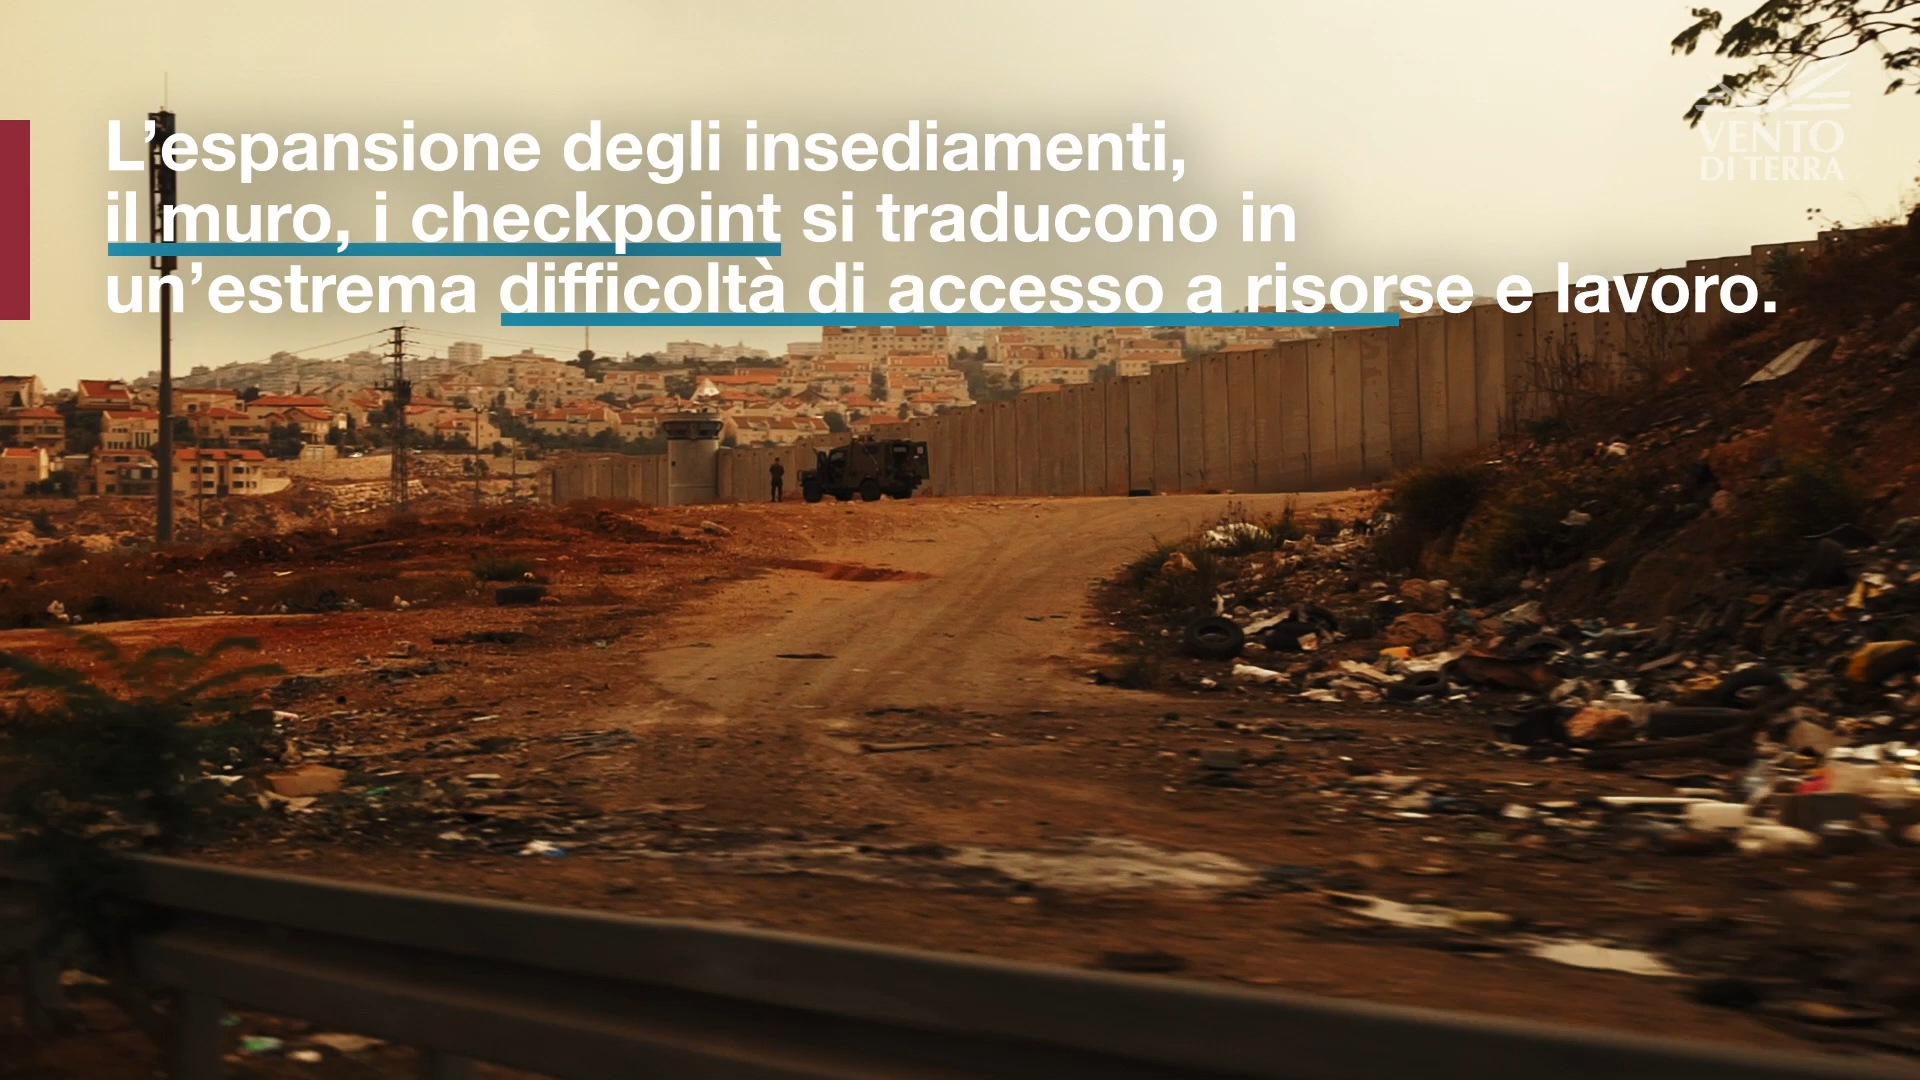 L’espansione degli insediamenti,
il muro, i checkpoint si traducono in
un’estrema difficoltà di accesso a risorse e lavoro.
VENTO
DI TERRA